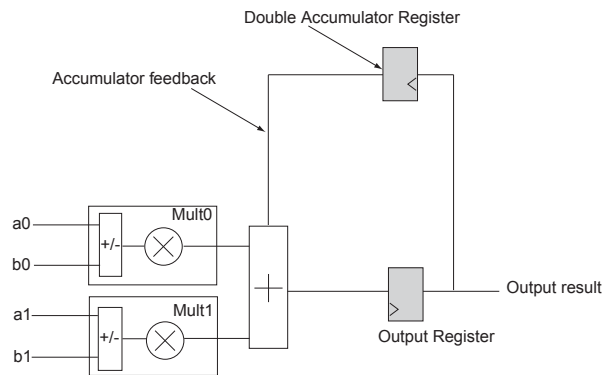 Double Accumulator Register
Accumulator feedback
Mult0
a0
+/-
b0
Mult1
a1
+/-
b1
+
Output result
Output Register